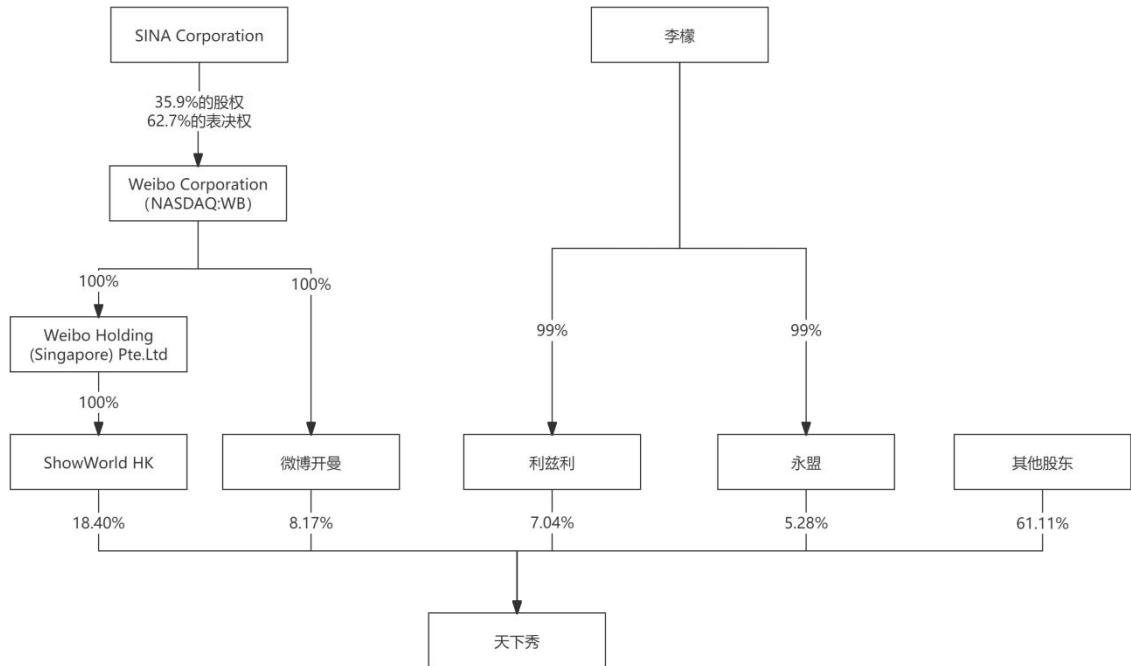 SINA Corporation
李檬
35.9%的股权
62.7%的表决权
Weibo Corporation
（NASDAQ:WB）
100%
100%
Weibo Holding
(Singapore) Pte.Ltd
99%
99%
100%
ShowWorld HK
微博开曼
利兹利
永盟
其他股东
18.40%
8.17%
7.04%
5.28%
61.11%
天下秀